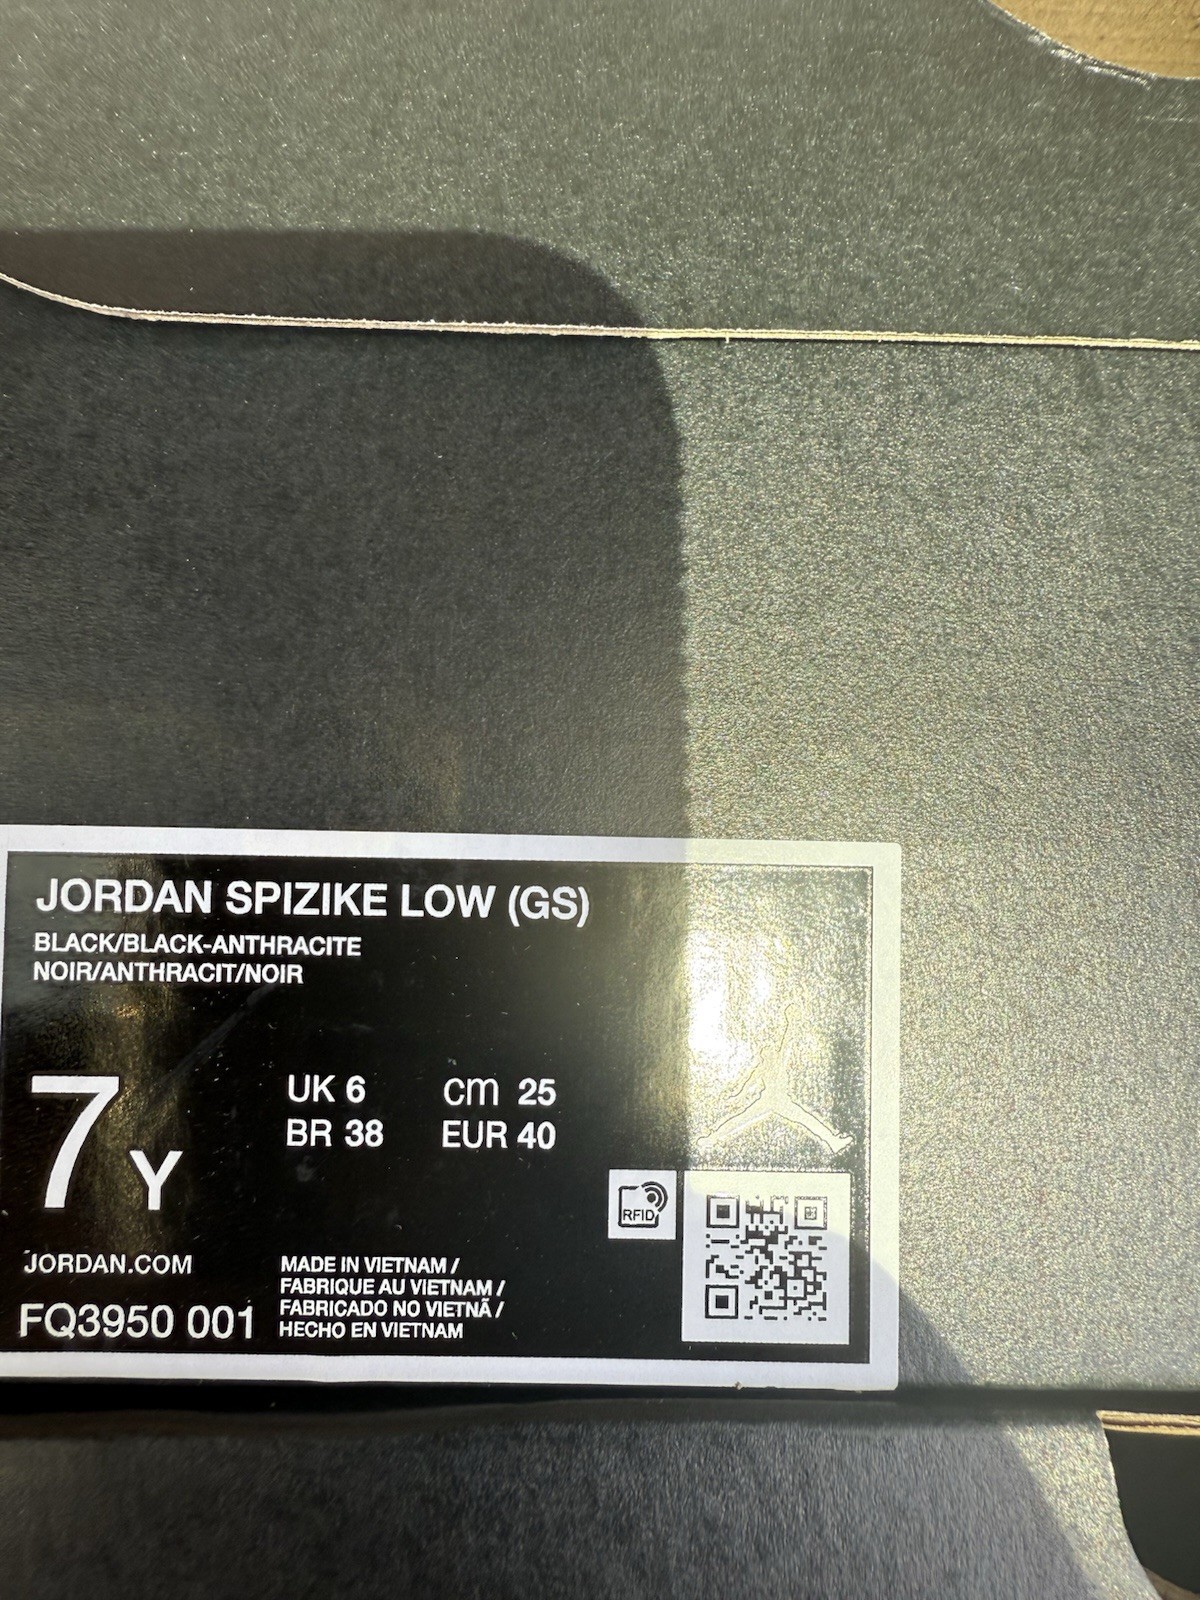 JORDAN SPIZIKE LOW (GS)
BLACK/BLACK-ANTHRACITE
NOIR/ANTHRACIT/NOIR
7Y
UK 6 cm 25
BR 38 EUR 40
RFID
JORDAN.COM
FQ3950 001
MADE IN VIETNAM /
FABRIQUE AU VIETNAM /
FABRICADO NO VIETNÃ /
HECHO EN VIETNAM